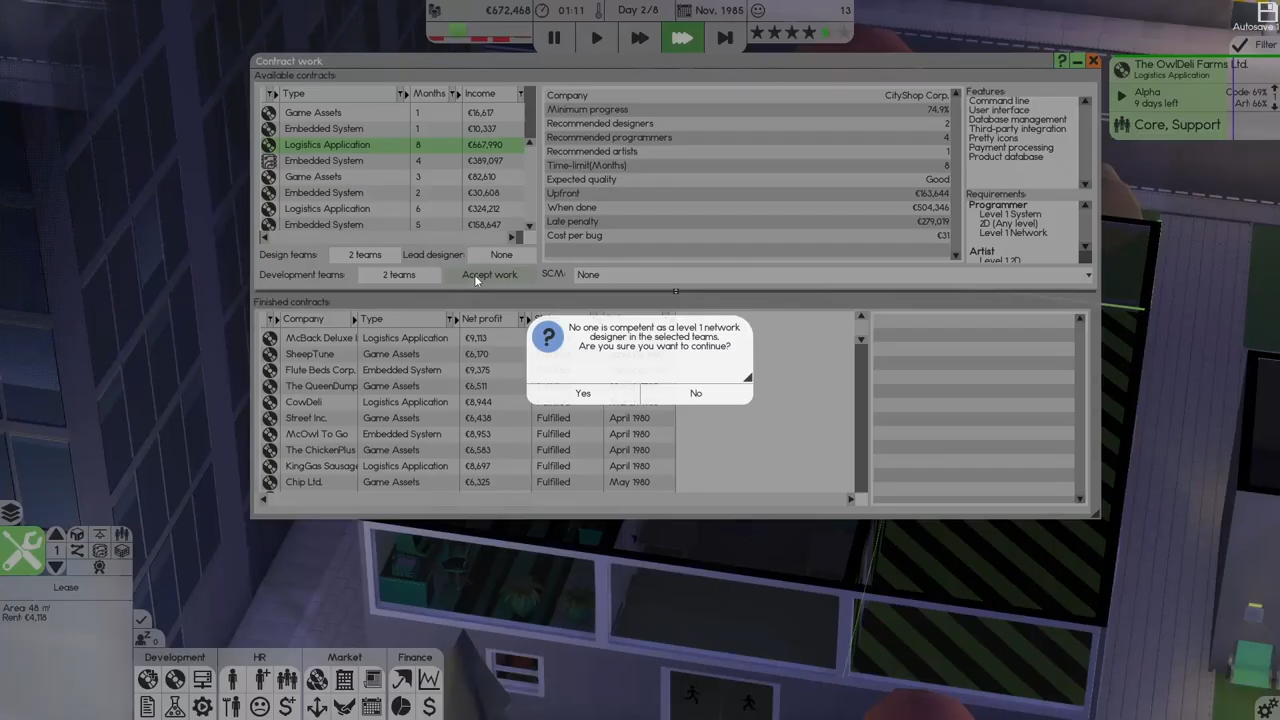 €672,468
01:11
Day 2/8
Nov, 1985
13
Autosave 1
Filter
Contract work
Available contracts:
Type
Months
Income
Game Assets
1
€16,617
Embedded System
1
€10,337
Logistics Application
8
€667,990
Embedded System
4
€389,097
Game Assets
3
€82,610
Embedded System
2
€30,608
Logistics Application
6
€324,212
Embedded System
5
€158,647
Company
CityShop Corp.
Minimum progress
74.9%
Recommended designers
2
Recommended programmers
4
Recommended artists
1
Time-limit(Months)
8
Expected quality
Good
Upfront
€163,644
When done
€504,346
Late penalty
€279,019
Cost per bug
€31
Features:
Command line
User interface
Database management
Third-party integration
Pretty icons
Payment processing
Product database
Requirements:
Programmer
Level 1 System
2D (Any level)
Level 1 Network
Artist
Level 1 2D
The OwlDeli Farms Ltd.
Logistics Application
Alpha
9 days left
Code: 69%
Art: 66%
1
Core, Support
Design teams:
2 teams
Lead designer:
None
Development teams:
2 teams
Accept work
SCM:
None
Finished contracts:
Company
Type
Net profit
McBack Deluxe
Logistics Application
€9,113
SheepTune
Game Assets
€6,170
Flute Beds Corp.
Embedded System
€9,375
The QueenDump
Game Assets
€6,511
CowDeli
Logistics Application
€8,944
Street Inc.
Game Assets
€6,438
Fulfilled
April 1980
McOwl To Go
Embedded System
€8,953
Fulfilled
April 1980
The ChickenPlus
Game Assets
€6,583
Fulfilled
April 1980
KingGas Sausage
Logistics Application
€8,697
Fulfilled
April 1980
Chip Ltd.
Game Assets
€6,325
Fulfilled
May 1980
No one is competent as a level 1 network
designer in the selected teams.
Are you sure you want to continue?
Yes
No
1
Lease
Area: 48 m²
Rent: €4,118
0
Development
HR
Market
Finance